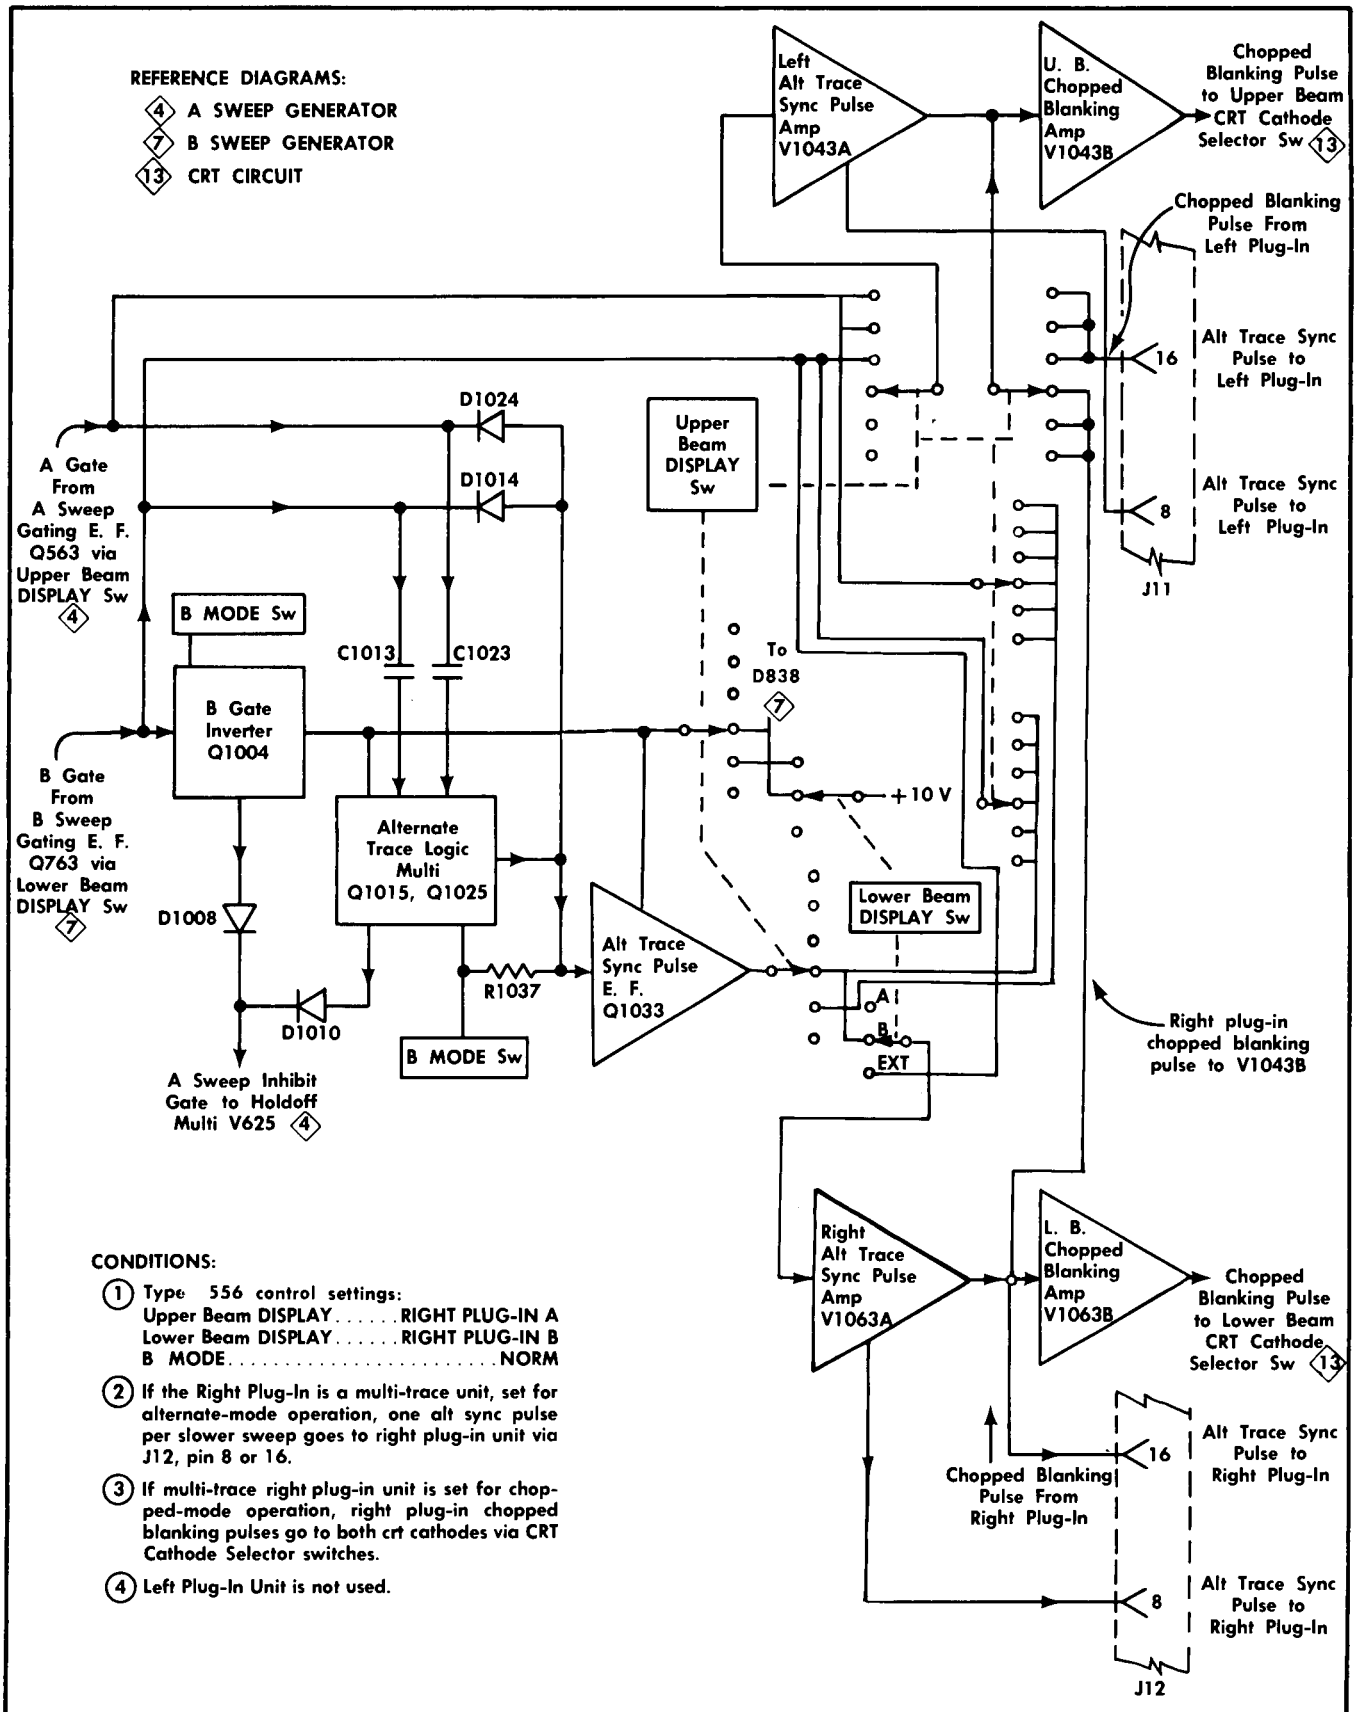 REFERENCE DIAGRAMS:
4 A SWEEP GENERATOR
7 B SWEEP GENERATOR
13 CRT CIRCUIT
Left
Alt Trace
Sync Pulse
Amp
V1043A
U. B.
Chopped
Blanking
Amp
V1043B
Chopped
Blanking Pulse
to Upper Beam
CRT Cathode
Selector Sw 13
Chopped Blanking
Pulse From
Left Plug-In
Alt Trace Sync
Pulse to
Left Plug-In
16
Alt Trace Sync
Pulse to
Left Plug-In
8
J11
D1024
D1014
Upper
Beam
DISPLAY
Sw
A Gate
From
A Sweep
Gating E. F.
Q563 via
Upper Beam
DISPLAY Sw
4
B MODE Sw
C1013
C1023
To
D838
7
B Gate
Inverter
Q1004
B Gate
From
B Sweep
Gating E. F.
Q763 via
Lower Beam
DISPLAY Sw
7
+10 V
Alternate
Trace Logic
Multi
Q1015, Q1025
Lower Beam
DISPLAY Sw
D1008
Alt Trace
Sync Pulse
E. F.
Q1033
R1037
D1010
B MODE Sw
A
B
EXT
Right plug-in
chopped blanking
pulse to V1043B
A Sweep Inhibit
Gate to Holdoff
Multi V625 4
Right
Alt Trace
Sync Pulse
Amp
V1063A
L. B.
Chopped
Blanking
Amp
V1063B
Chopped
Blanking Pulse
to Lower Beam
CRT Cathode
Selector Sw 13
CONDITIONS:
1 Type 556 control settings:
Upper Beam DISPLAY ...... RIGHT PLUG-IN A
Lower Beam DISPLAY ...... RIGHT PLUG-IN B
B MODE ........................ NORM
2 If the Right Plug-In is a multi-trace unit, set for
alternate-mode operation, one alt sync pulse
per slower sweep goes to right plug-in unit via
J12, pin 8 or 16.
3 If multi-trace right plug-in unit is set for chop-
ped-mode operation, right plug-in chopped
blanking pulses go to both crt cathodes via CRT
Cathode Selector switches.
4 Left Plug-In Unit is not used.
Chopped Blanking
Pulse From
Right Plug-In
16
Alt Trace Sync
Pulse to
Right Plug-In
8
Alt Trace Sync
Pulse to
Right Plug-In
J12